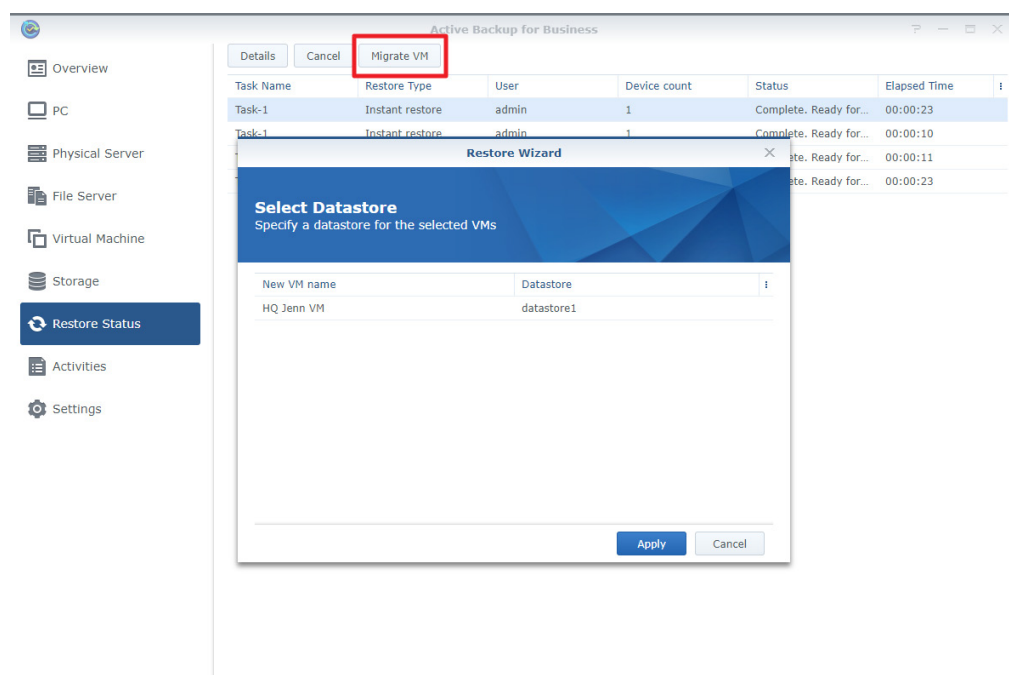 Active Backup for Business
Overview
PC
Physical Server
File Server
Virtual Machine
Storage
Restore Status
Activities
Settings
Details Cancel Migrate VM
Task Name Restore Type User Device count Status Elapsed Time
Task-1 Instant restore admin 1 Complete. Ready for... 00:00:23
Task-1 Instant restore admin 1 Complete. Ready for... 00:00:10
ete. Ready for... 00:00:11
ete. Ready for... 00:00:23
Restore Wizard
Select Datastore
Specify a datastore for the selected VMs
New VM name Datastore
HQ Jenn VM datastore1
Apply Cancel